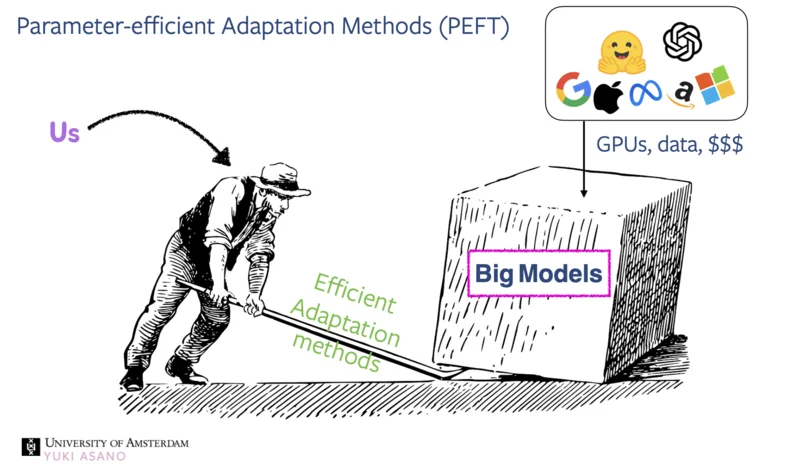 Parameter-efficient Adaptation Methods (PEFT)
Us
GPUs, data, $$$
Big Models
Efficient
Adaptation
methods
UNIVERSITY OF AMSTERDAM
YUKI ASANO